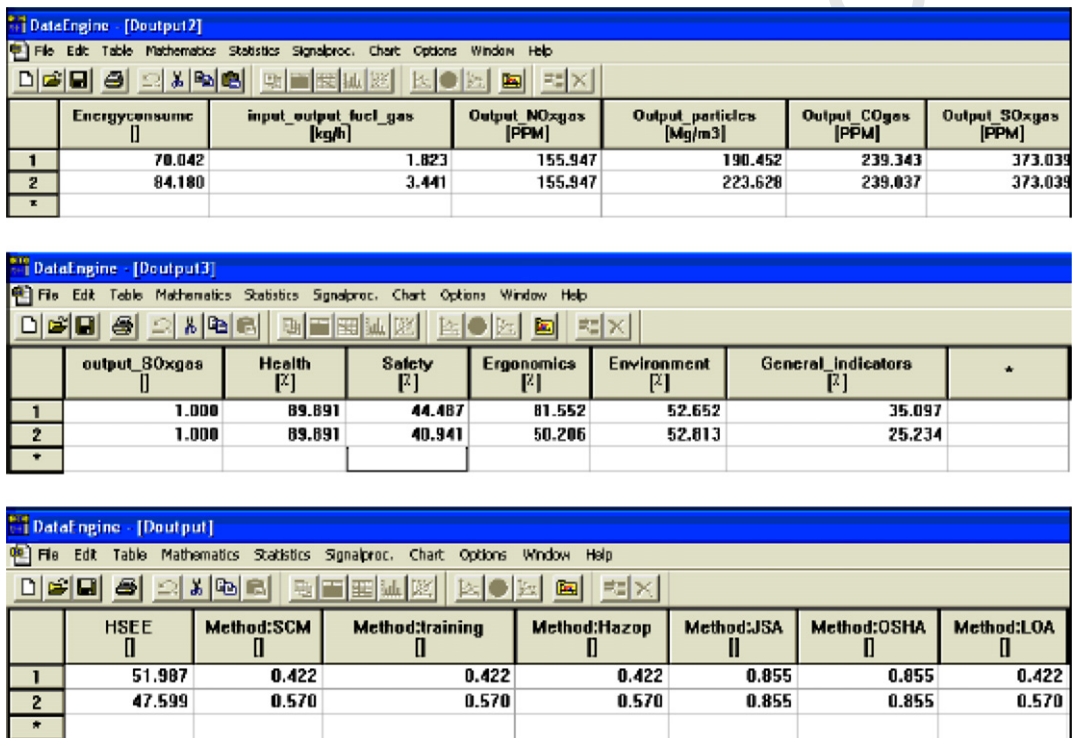 DataEngine - [Doutput2]
File Edit Table Mathematics Statistics Signalproc. Chart Options Window Help
Energyconsume [] input_output_fuel_gas [kg/h] Output_NOxgas [PPM] Output_particles [Mg/m3] Output_COgas [PPM] Output_SOxgas [PPM]
1 70.042 1.823 155.947 190.452 239.343 373.039
2 84.180 3.441 155.947 223.628 239.037 373.039
*
DataEngine - [Doutput3]
File Edit Table Mathematics Statistics Signalproc. Chart Options Window Help
output_SOxgas [] Health [%] Safety [%] Ergonomics [%] Environment [%] General_indicators [%] *
1 1.000 89.891 44.487 81.552 52.652 35.097
2 1.000 89.891 40.941 50.206 52.813 25.234
*
DataEngine - [Doutput]
File Edit Table Mathematics Statistics Signalproc. Chart Options Window Help
HSEE [] Method:SCM [] Method:training [] Method:Hazop [] Method:JSA [] Method:OSHA [] Method:LOA []
1 51.987 0.422 0.422 0.422 0.855 0.855 0.422
2 47.599 0.570 0.570 0.570 0.855 0.855 0.570
*